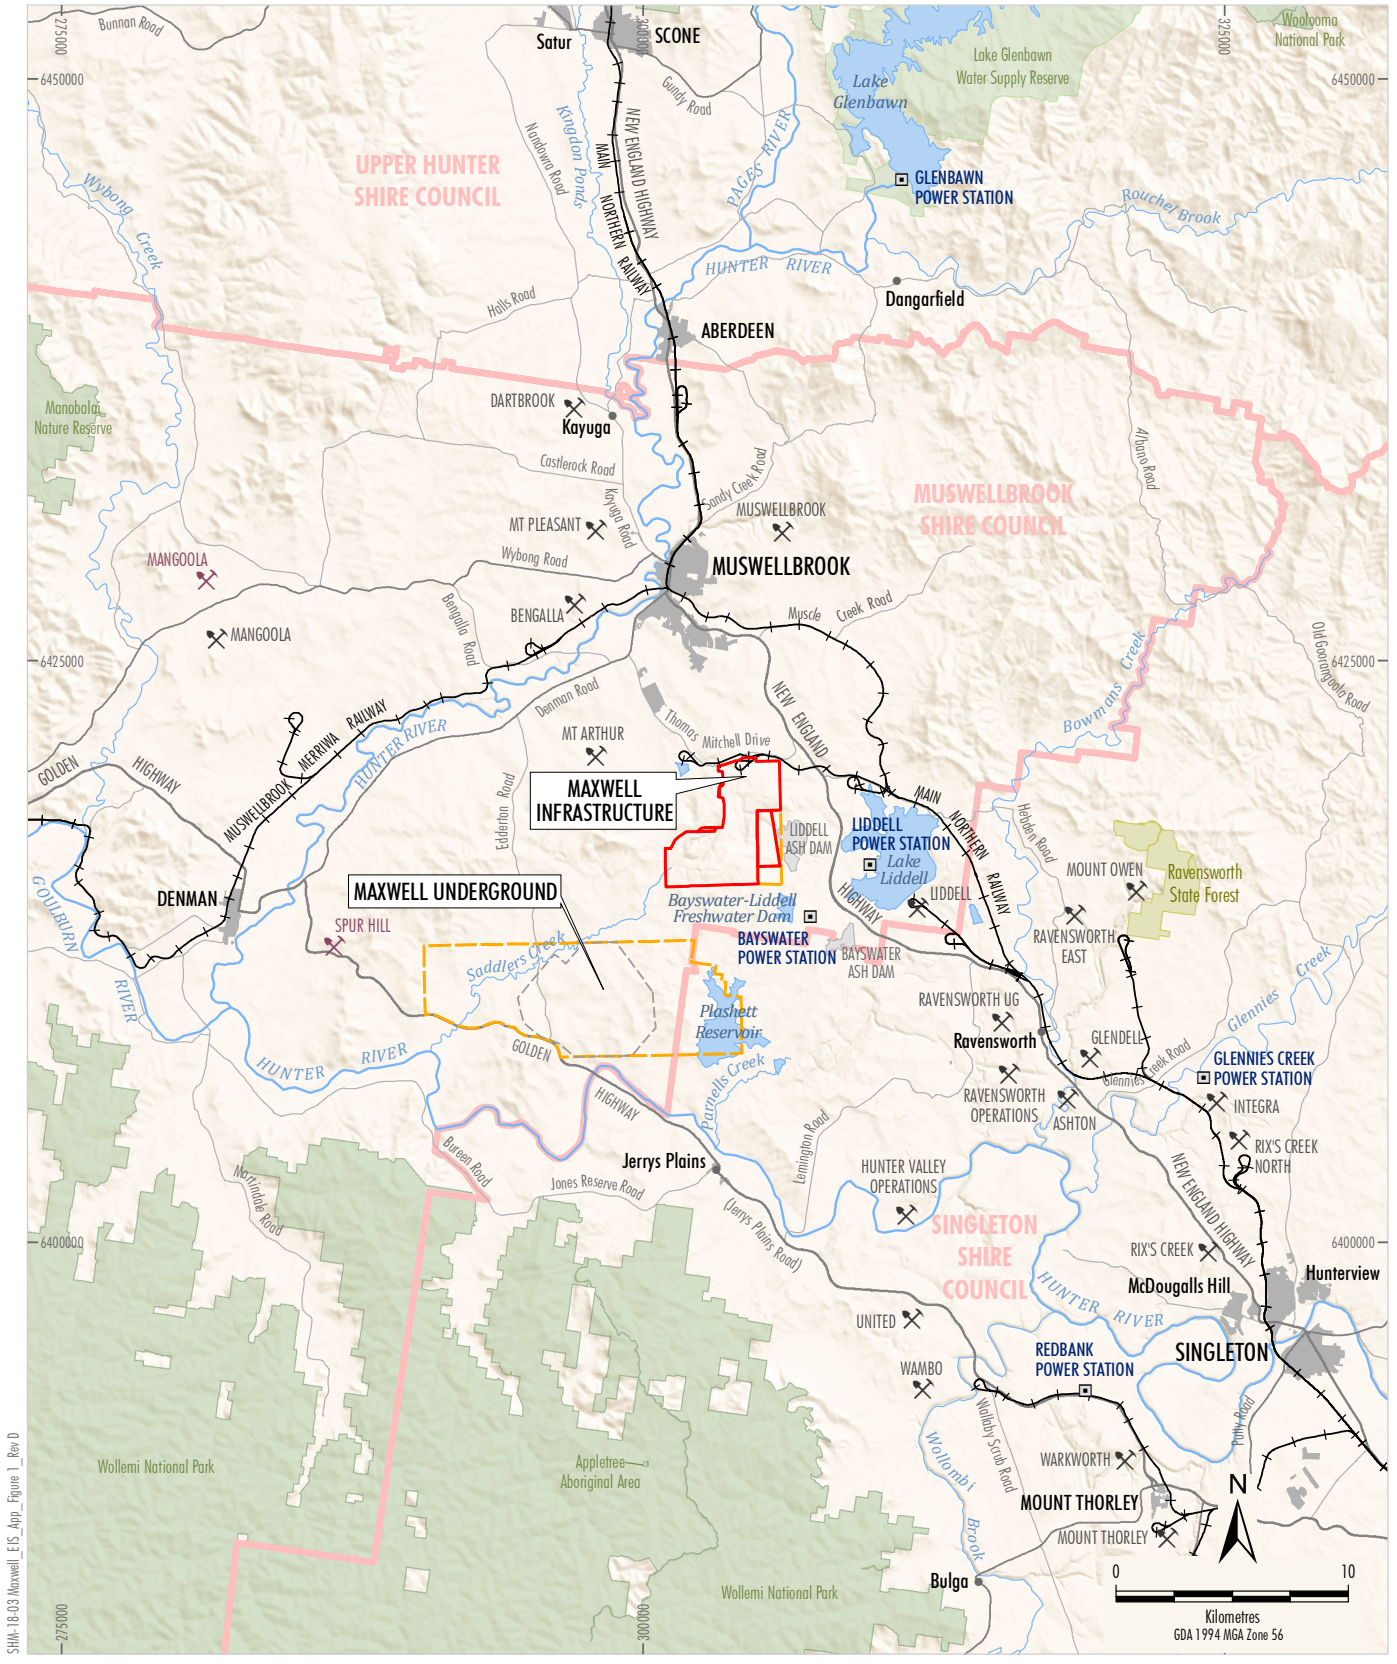 275000
300000
325000
Bunnan Road
Satur
SCONE
Woolooma
National Park
6450000
6450000
Lake Glenbawn
Water Supply Reserve
Lake
Glenbawn
Gundy Road
Kingdon Ponds
Nandowra Road
NEW ENGLAND HIGHWAY
MAIN
NORTHERN
RAILWAY
PAGES RIVER
UPPER HUNTER
SHIRE COUNCIL
Wybong
Creek
GLENBAWN
POWER STATION
Rouchel Brook
HUNTER RIVER
Dangarfield
Halls Road
ABERDEEN
Manobalai
Nature Reserve
DARTBROOK
Kayuga
Castlerock Road
Kayuga Road
Sandy Creek Road
Albano Road
MUSWELLBROOK
SHIRE COUNCIL
MT PLEASANT
MUSWELLBROOK
Wybong Road
MUSWELLBROOK
MANGOOLA
BENGALLA
Bengalla Road
MANGOOLA
Muscle Creek Road
Old Goorangoola Road
6425000
6425000
Bowmans Creek
NEW ENGLAND
Denman Road
Thomas
Mitchell Drive
MT ARTHUR
HUNTER RIVER
MUSWELLBROOK MERRIWA RAILWAY
GOLDEN
HIGHWAY
Edderton Road
MAXWELL
INFRASTRUCTURE
MAIN
NORTHERN
RAILWAY
Hebden Road
LIDDELL
ASH DAM
LIDDELL
POWER STATION
Lake
Liddell
MOUNT OWEN
Ravensworth
State Forest
MAXWELL UNDERGROUND
DENMAN
GOULBURN
RIVER
SPUR HILL
Bayswater-Liddell
Freshwater Dam
HIGHWAY
LIDDELL
BAYSWATER
POWER STATION
BAYSWATER
ASH DAM
RAVENSWORTH
EAST
Saddlers Creek
Glennies Creek
RAVENSWORTH UG
Ravensworth
Plashett
Reservoir
GLENDELL
Glennies Creek Road
GLENNIES CREEK
POWER STATION
GOLDEN
HIGHWAY
HUNTER RIVER
Parnells Creek
RAVENSWORTH
OPERATIONS
ASHTON
INTEGRA
RIX'S CREEK
NORTH
Lemington Road
Bureen Road
Jerrys Plains
Jones Reserve Road
(Jerrys Plains Road)
HUNTER VALLEY
OPERATIONS
NEW ENGLAND HIGHWAY
Martindale Road
SINGLETON
SHIRE
COUNCIL
6400000
6400000
RIX'S CREEK
McDougalls Hill
Hunterview
HUNTER RIVER
UNITED
SINGLETON
WAMBO
REDBANK
POWER STATION
Wallaby Scrub Road
Putty Road
Wollombi
Brook
WARKWORTH
MOUNT THORLEY
MOUNT THORLEY
Wollemi National Park
Appletree
Aboriginal Area
Wollemi National Park
Bulga
N
0
10
Kilometres
GDA 1994 MGA Zone 56
275000
300000
SHM-18-03 Maxwell_EIS_App_Figure 1_Rev D